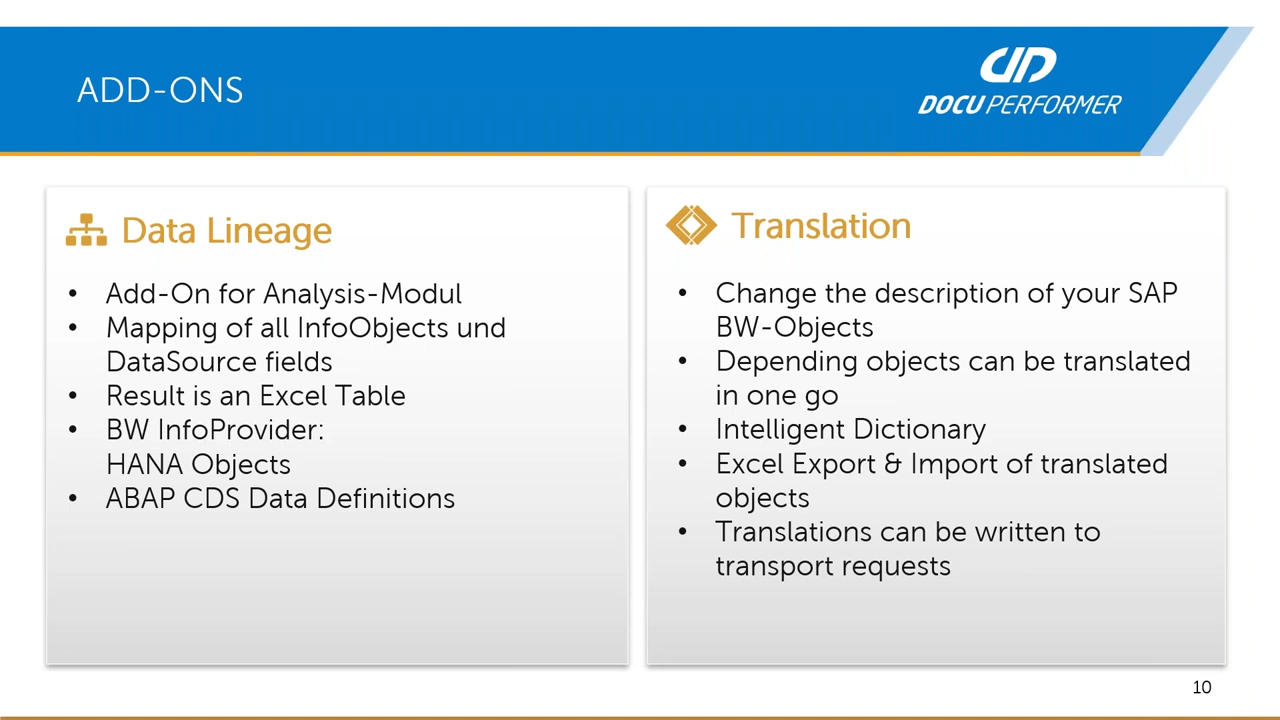 ADD-ONS
DOCU PERFORMER
Data Lineage
• Add-On for Analysis-Modul
• Mapping of all InfoObjects und
DataSource fields
• Result is an Excel Table
• BW InfoProvider:
HANA Objects
• ABAP CDS Data Definitions
Translation
• Change the description of your SAP
BW-Objects
• Depending objects can be translated
in one go
• Intelligent Dictionary
• Excel Export & Import of translated
objects
• Translations can be written to
transport requests
10